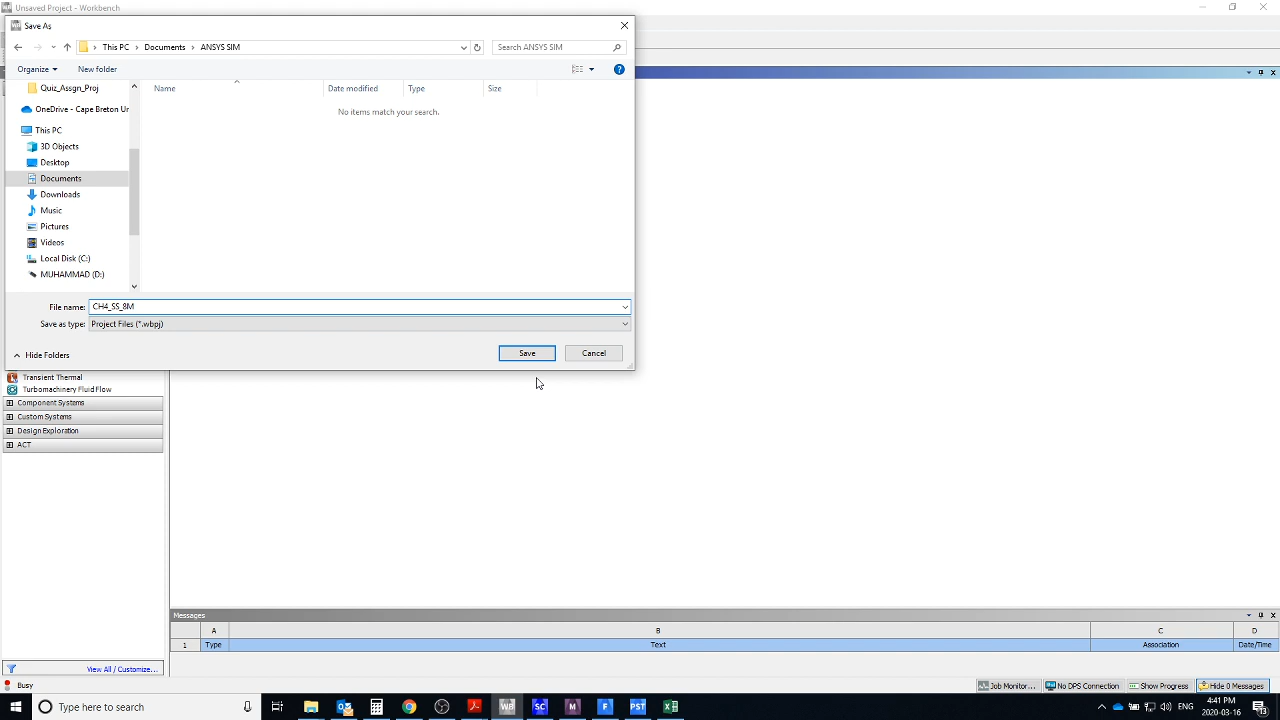 Unsaved Project - Workbench
Save As
This PC > Documents > ANSYS SIM
Search ANSYS SIM
Organize
New folder
Name
Date modified
Type
Size
No items match your search.
Quiz_Assgn_Proj
OneDrive - Cape Breton Ur
This PC
3D Objects
Desktop
Documents
Downloads
Music
Pictures
Videos
Local Disk (C:)
MUHAMMAD (D:)
File name: CH4_SS_8M
Save as type: Project Files (*.wbpj)
Hide Folders
Save
Cancel
Transient Thermal
Turbomachinery Fluid Flow
Component Systems
Custom Systems
Design Exploration
ACT
Messages
A B C D
1 Type Text Association Date/Time
View All / Customize...
Busy
Job Monitor... No DPS Connection Show Progress Hide 0 Messages
Type here to search
WB SC M F PST
ENG
4:41 PM
2020-03-16